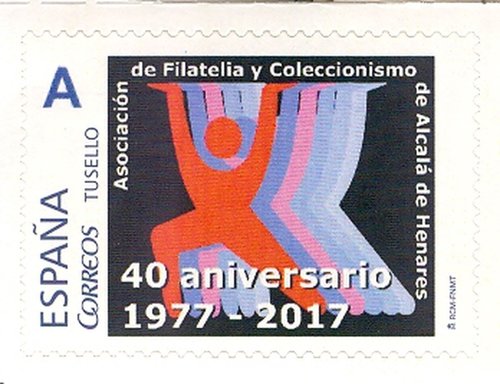 A
ESPAÑA
CORREOS
TUSELLO
Asociación
de Filatelia y Coleccionismo
de Alcalá de Henares
40 aniversario
1977 - 2017
RCM-FNMT